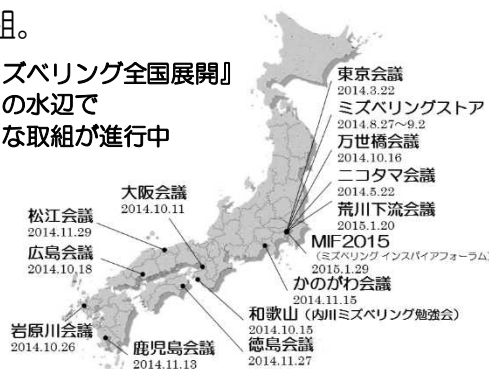 組。
ズベリング全国展開』
の水辺で
な取組が進行中
東京会議
2014.3.22
ミズベリングストア
2014.8.27~9.2
万世橋会議
2014.10.16
ニコタマ会議
2014.5.22
荒川下流会議
2015.1.20
MIF2015
(ミズベリング インスパイアフォーラム)
2015.1.29
かのがわ会議
2014.11.15
和歌山(内川ミズベリング勉強会)
2014.10.15
徳島会議
2014.11.27
大阪会議
2014.10.11
松江会議
2014.11.29
広島会議
2014.10.18
岩原川会議
2014.10.26
鹿児島会議
2014.11.13